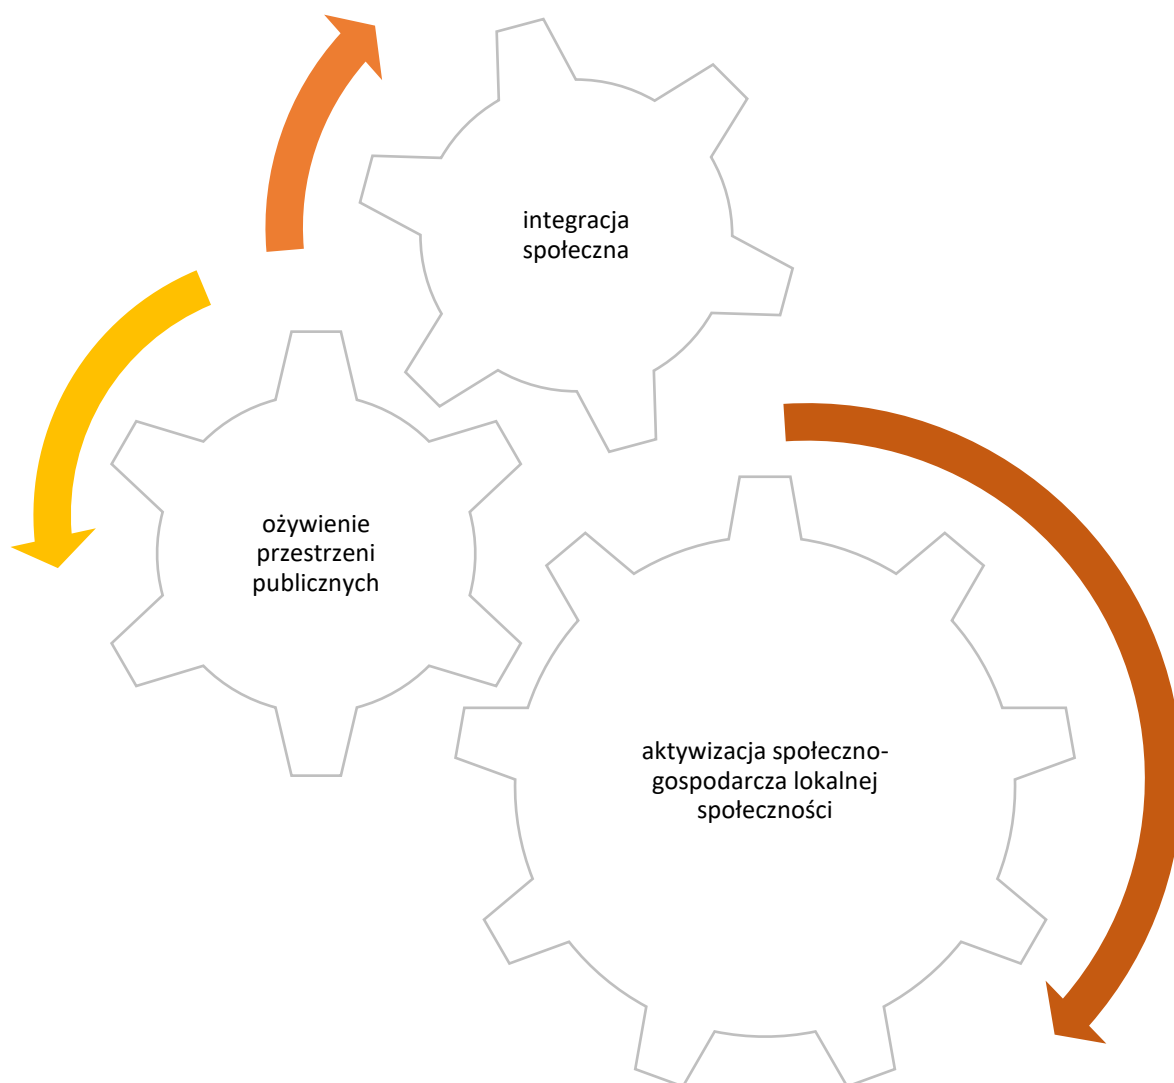 integracja
społeczna
ożywienie
przestrzeni
publicznych
aktywizacja społeczno-
gospodarcza lokalnej
społeczności